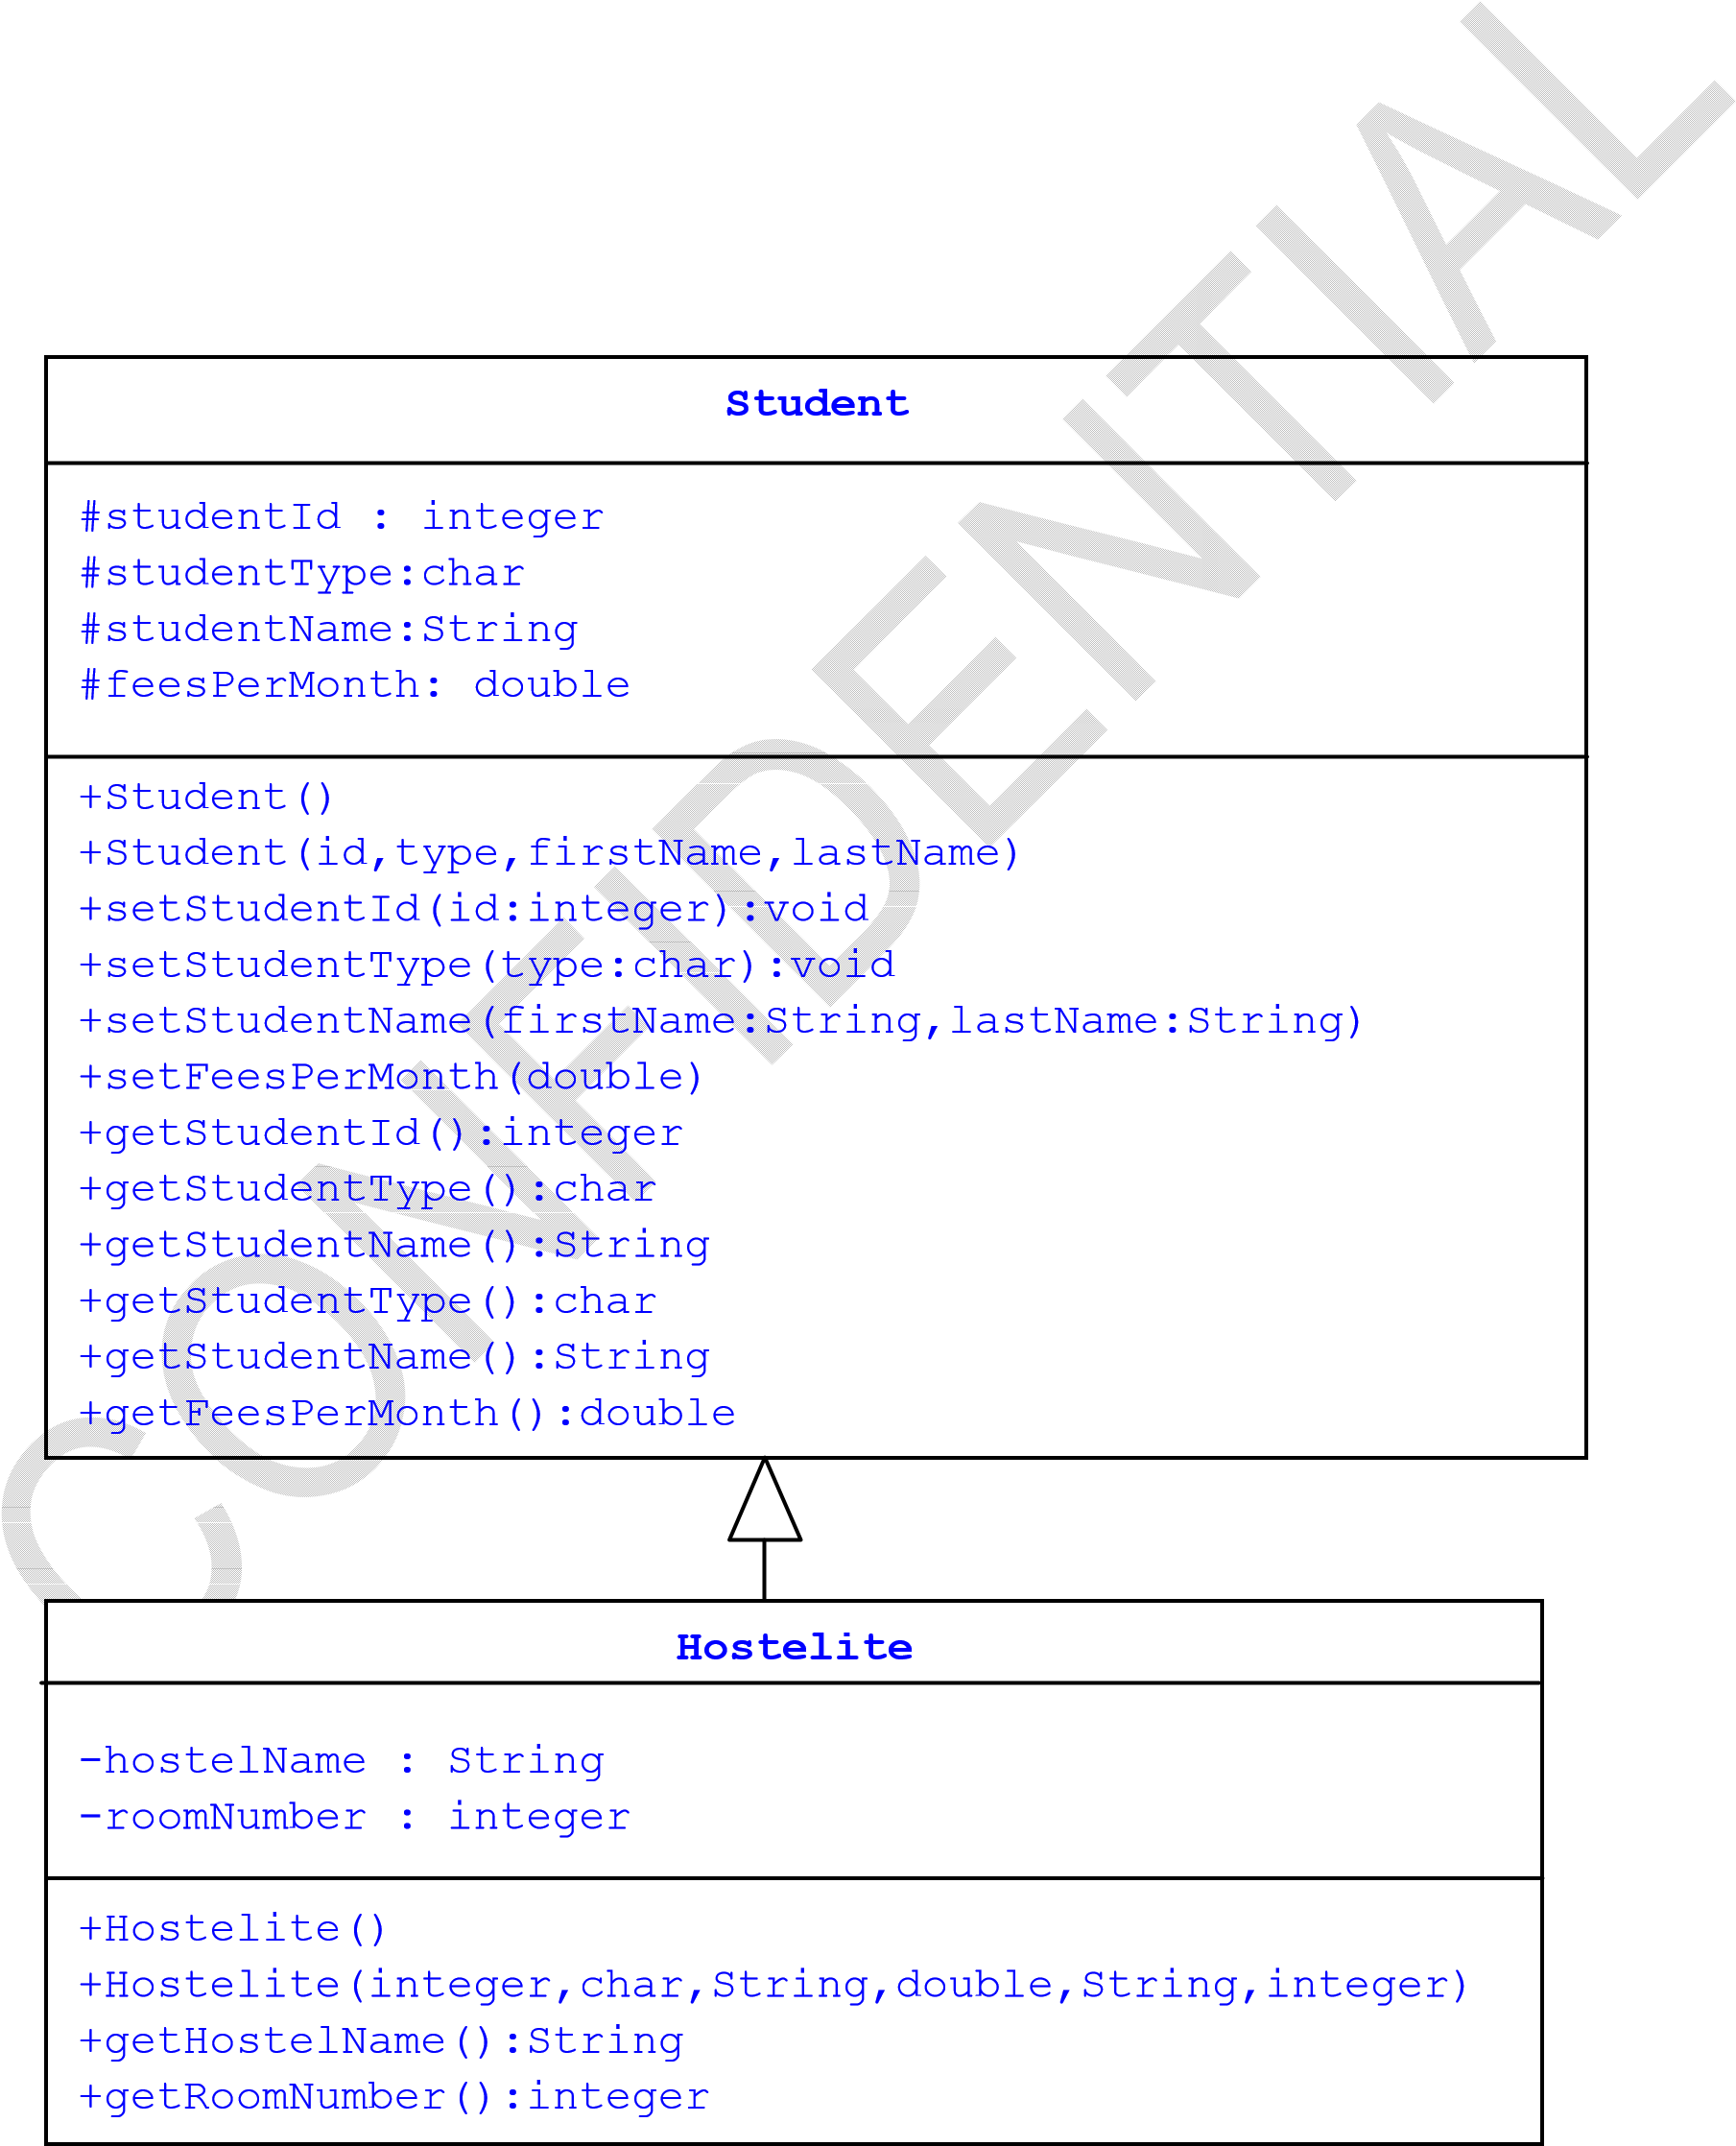 CONFIDENTIAL
Student
#studentId : integer
#studentType:char
#studentName:String
#feesPerMonth: double
+Student()
+Student(id,type,firstName,lastName)
+setStudentId(id:integer):void
+setStudentType(type:char):void
+setStudentName(firstName:String,lastName:String)
+setFeesPerMonth(double)
+getStudentId():integer
+getStudentType():char
+getStudentName():String
+getStudentType():char
+getStudentName():String
+getFeesPerMonth():double
Hostelite
-hostelName : String
-roomNumber : integer
+Hostelite()
+Hostelite(integer,char,String,double,String,integer)
+getHostelName():String
+getRoomNumber():integer